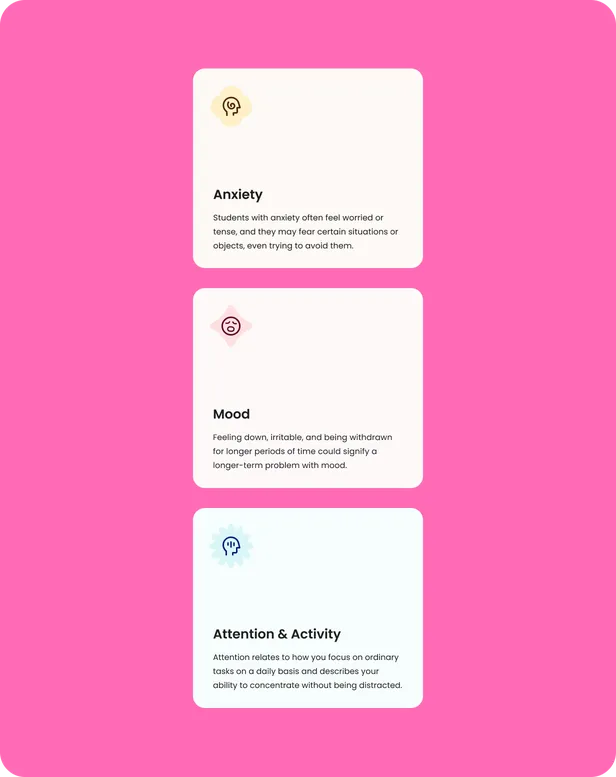 Anxiety
Students with anxiety often feel worried or
tense, and they may fear certain situations or
objects, even trying to avoid them.
Mood
Feeling down, irritable, and being withdrawn
for longer periods of time could signify a
longer-term problem with mood.
Attention & Activity
Attention relates to how you focus on ordinary
tasks on a daily basis and describes your
ability to concentrate without being distracted.